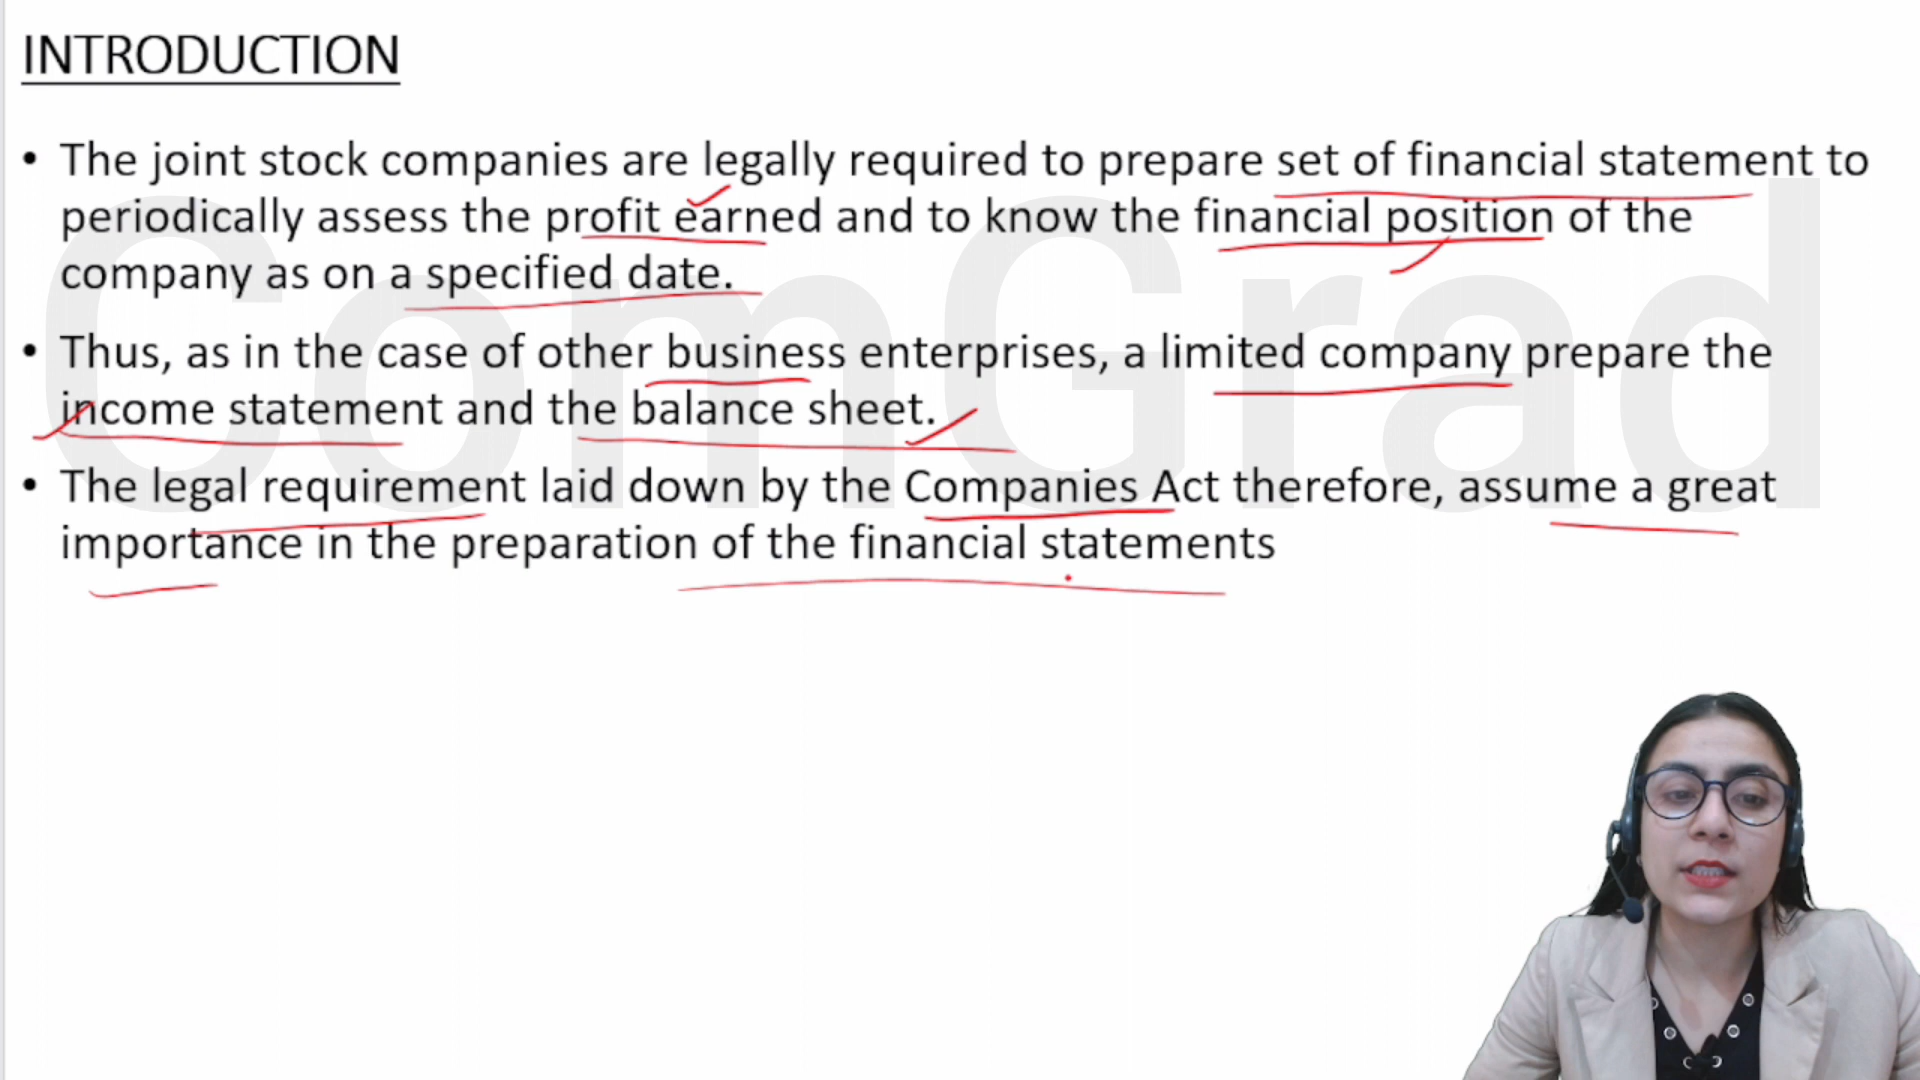 INTRODUCTION
• The joint stock companies are legally required to prepare set of financial statement to
periodically assess the profit earned and to know the financial position of the
company as on a specified date.
• Thus, as in the case of other business enterprises, a limited company prepare the
income statement and the balance sheet.
• The legal requirement laid down by the Companies Act therefore, assume a great
importance in the preparation of the financial statements
ComGrad